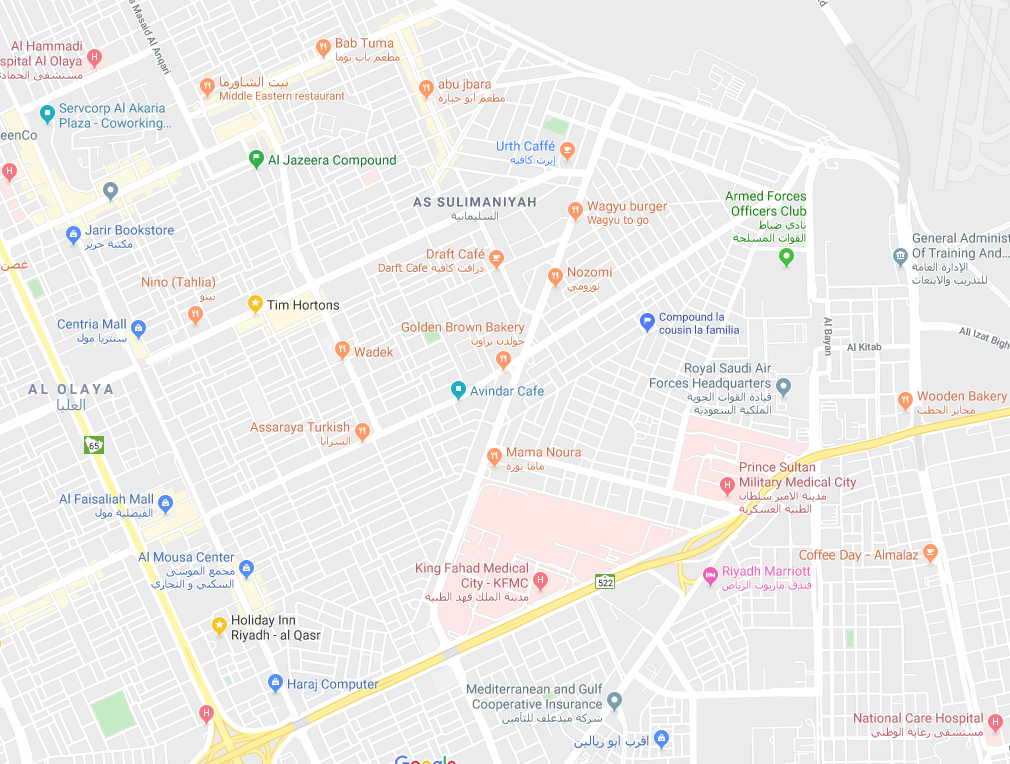 s Masaid Al Anqari
Rd
Al Hammadi
spital Al Olaya
مستشفى الحمادي
Bab Tuma
مطعم باب توما
بيت الشاورما
Middle Eastern restaurant
abu jbara
مطعم ابو جباره
Servcorp Al Akaria
Plaza - Coworking...
eenCo
Al Jazeera Compound
Urth Caffé
إيرث كافيه
AS SULIMANIYAH
السليمانية
Wagyu burger
Wagyu to go
Armed Forces
Officers Club
نادي ضباط
القوات المسلحة
Jarir Bookstore
مكتبة جرير
General Administ
Of Training And...
الإدارة العامة
للتدريب والابتعاث
غصن
Draft Café
Darft Cafe درافت كافيه
Nozomi
نوزومي
Nino (Tahlia)
نينو
Tim Hortons
Centria Mall
سنتريا مول
Compound la
cousin la familia
Golden Brown Bakery
جولدن براون
Al Bayan
Al Kitab
Ali Izat Bigh
Wadek
AL OLAYA
العليا
Avindar Cafe
Royal Saudi Air
Forces Headquarters
قيادة القوات الجوية
الملكية السعودية
Wooden Bakery
مخابز الحطب
Assaraya Turkish
السرايا
65
Mama Noura
ماما نورة
Prince Sultan
Military Medical City
مدينة الامير سلطان
الطبية العسكرية
Al Faisaliah Mall
الفيصلية مول
Al Mousa Center
مجمع الموسى
السكني و التجاري
King Fahad Medical
City - KFMC
مدينة الملك فهد الطبية
522
Coffee Day - Almalaz
Riyadh Marriott
فندق ماريوت الرياض
Holiday Inn
Riyadh - al Qasr
Haraj Computer
Mediterranean and Gulf
Cooperative Insurance
شركة ميدغلف للتأمين
اقرب ابو ريالين
National Care Hospital
مستشفى رعاية الوطني
Google